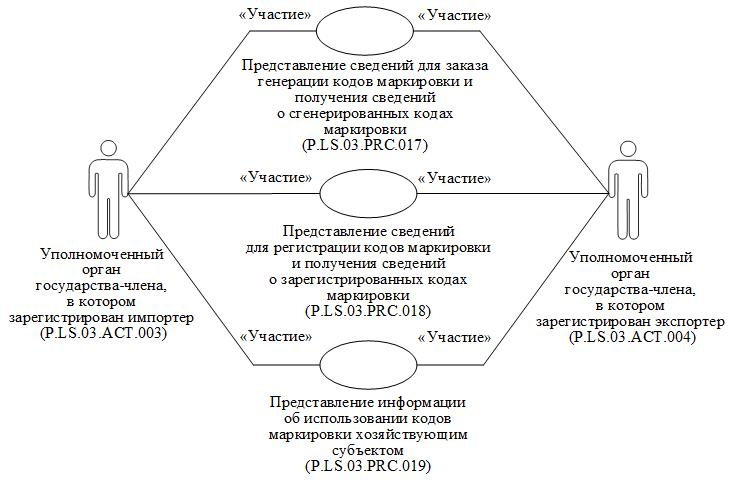 «Участие» «Участие»
Представление сведений для заказа
генерации кодов маркировки и
получения сведений
о сгенерированных кодах
маркировки
(P.LS.03.PRC.017)
«Участие» «Участие»
Представление сведений
для регистрации кодов маркировки
и получения сведений
о зарегистрированных кодах
маркировки
(P.LS.03.PRC.018)
Уполномоченный
орган
государства-члена,
в котором
зарегистрирован импортер
(P.LS.03.ACT.003)
Уполномоченный
орган
государства-члена,
в котором
зарегистрирован экспортер
(P.LS.03.ACT.004)
«Участие» «Участие»
Представление информации
об использовании кодов
маркировки хозяйствующим
субъектом
(P.LS.03.PRC.019)